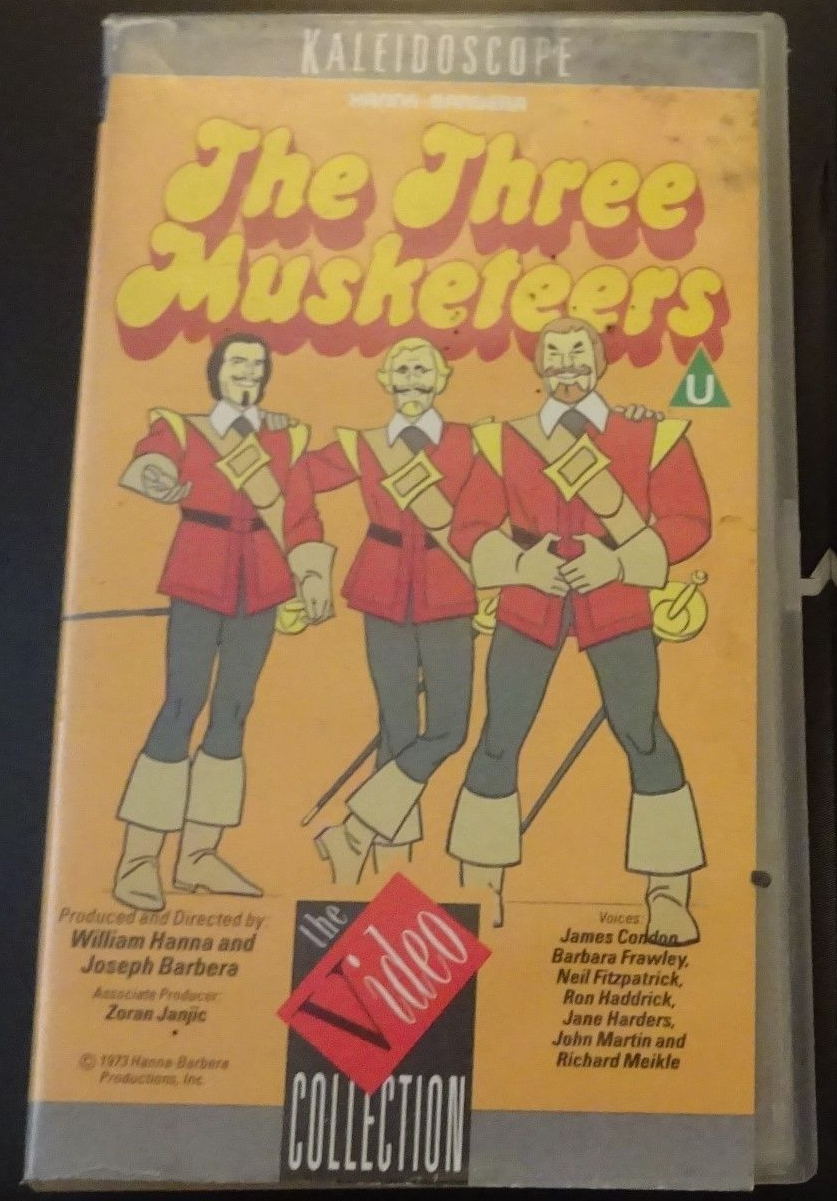 KALEIDOSCOPE
HANNA-BARBERA
The Three
Musketeers
U
Produced and Directed by:
William Hanna and
Joseph Barbera
Associate Producer:
Zoran Janjic
© 1973 Hanna-Barbera
Productions, Inc.
the
Video
COLLECTION
Voices:
James Condon,
Barbara Frawley,
Neil Fitzpatrick,
Ron Haddrick,
Jane Harders,
John Martin and
Richard Meikle